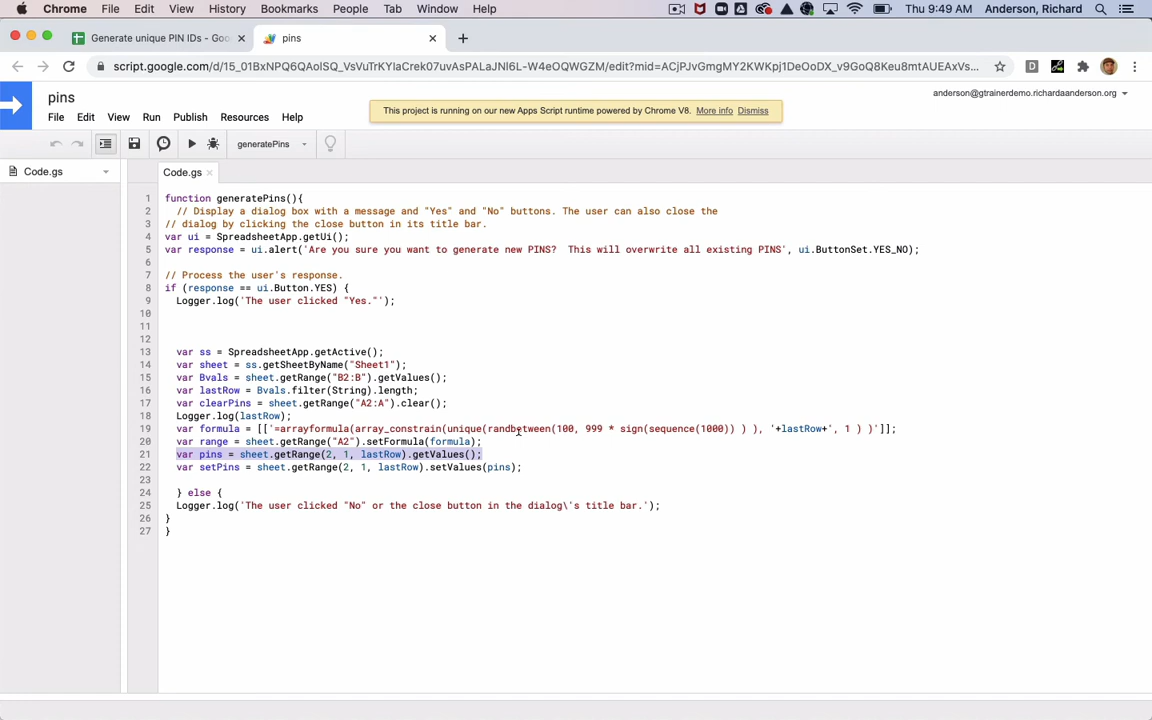 Chrome File Edit View History Bookmarks People Tab Window Help Thu 9:49 AM Anderson, Richard
Generate unique PIN IDs - Goo
pins
script.google.com/d/15_01BxNPQ6QAolSQ_VsVuTrKYlaCrek07uvAsPALaJNl6L-W4eOQWGZM/edit?mid=ACjPJvGmgMY2KWKpj1DeOoDX_v9GoQ8Keu8mtAUEAxVs...
pins
anderson@gtrainerdemo.richardaanderson.org
This project is running on our new Apps Script runtime powered by Chrome V8. More info Dismiss
File Edit View Run Publish Resources Help
generatePins
Code.gs
Code.gs
1 function generatePins(){
2 // Display a dialog box with a message and "Yes" and "No" buttons. The user can also close the
3 // dialog by clicking the close button in its title bar.
4 var ui = SpreadsheetApp.getUi();
5 var response = ui.alert('Are you sure you want to generate new PINS?  This will overwrite all existing PINS', ui.ButtonSet.YES_NO);
6
7 // Process the user's response.
8 if (response == ui.Button.YES) {
9 Logger.log('The user clicked "Yes."');
10
11
12
13 var ss = SpreadsheetApp.getActive();
14 var sheet = ss.getSheetByName("Sheet1");
15 var Bvals = sheet.getRange("B2:B").getValues();
16 var lastRow = Bvals.filter(String).length;
17 var clearPins = sheet.getRange("A2:A").clear();
18 Logger.log(lastRow);
19 var formula = [['=arrayformula(array_constrain(unique(randbetween(100, 999 * sign(sequence(1000)) ) ), '+lastRow+', 1 ) )']];
20 var range = sheet.getRange("A2").setFormula(formula);
21 var pins = sheet.getRange(2, 1, lastRow).getValues();
22 var setPins = sheet.getRange(2, 1, lastRow).setValues(pins);
23
24 } else {
25 Logger.log('The user clicked "No" or the close button in the dialog\'s title bar.');
26 }
27 }